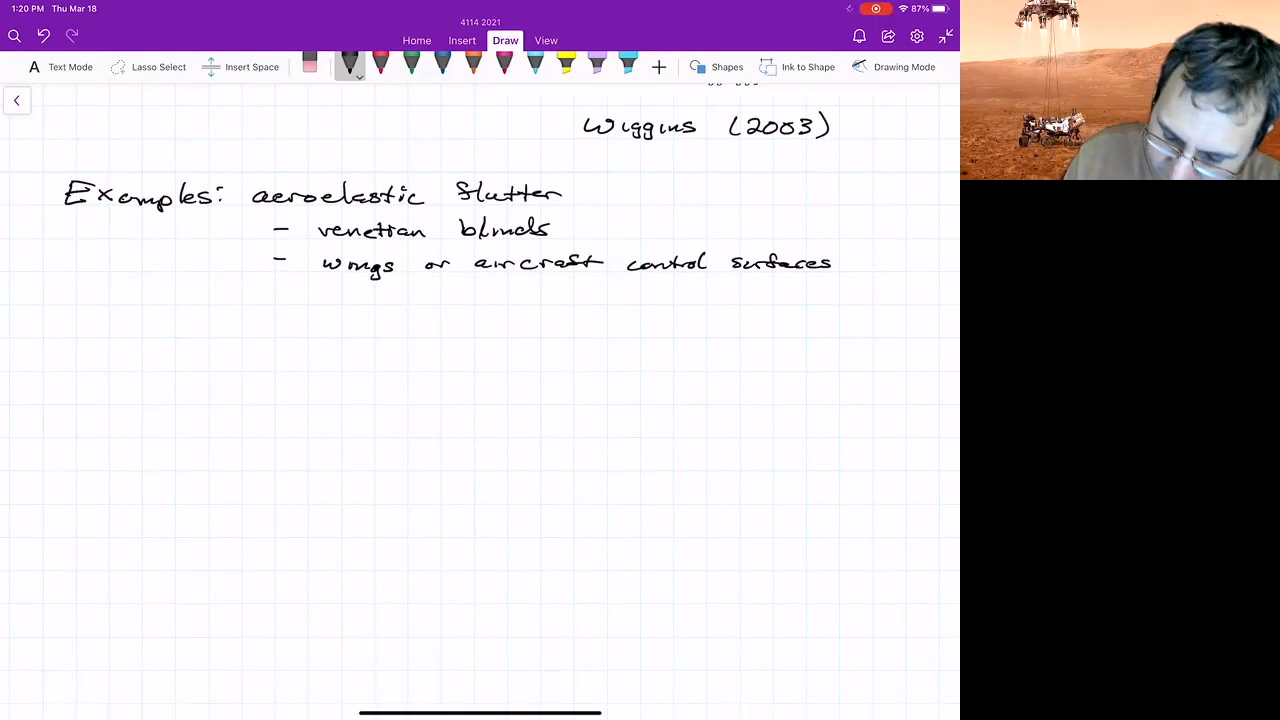 1:20 PM Thu Mar 18
87%
4114 2021
Home Insert Draw View
A Text Mode Lasso Select Insert Space Shapes Ink to Shape Drawing Mode
Wiggins (2003)
Examples: aeroelastic flutter
- venetian blinds
- wings or aircraft control surfaces